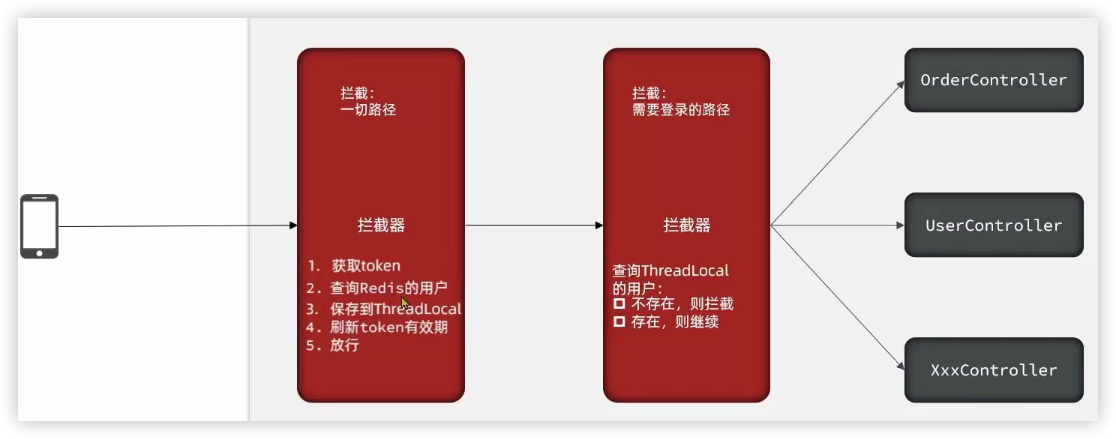 拦截：
一切路径
拦截器
1. 获取token
2. 查询Redis的用户
3. 保存到ThreadLocal
4. 刷新token有效期
5. 放行
拦截：
需要登录的路径
拦截器
查询ThreadLocal
的用户：
不存在，则拦截
存在，则继续
OrderController
UserController
XxxController